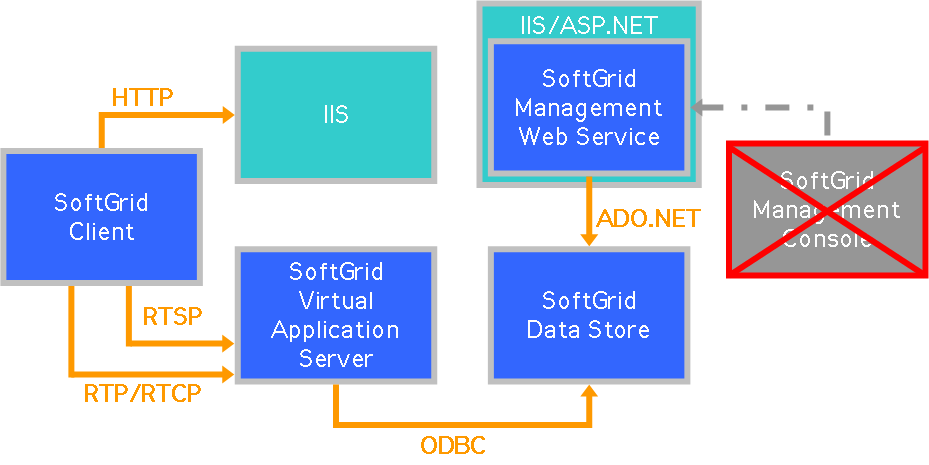 IIS/ASP.NET
SoftGrid
Management
Web Service
HTTP
IIS
SoftGrid
Client
SoftGrid
Management
Console
ADO.NET
SoftGrid
Virtual
Application
Server
SoftGrid
Data Store
RTSP
RTP/RTCP
ODBC